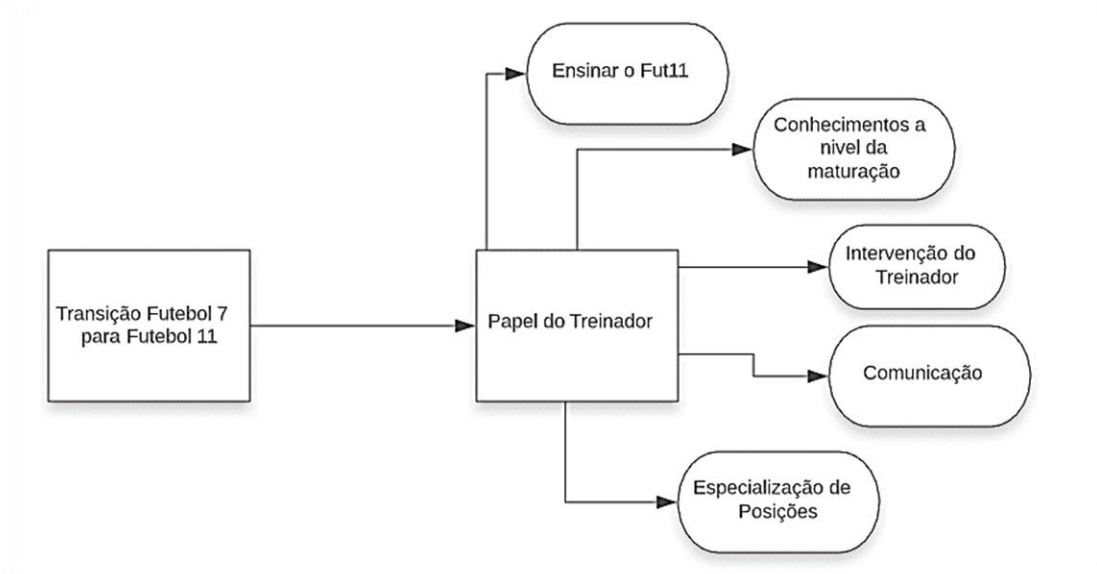 Ensinar o Fut11
Conhecimentos a
nivel da
maturação
Intervenção do
Treinador
Transição Futebol 7
para Futebol 11
Papel do Treinador
Comunicação
Especialização de
Posições